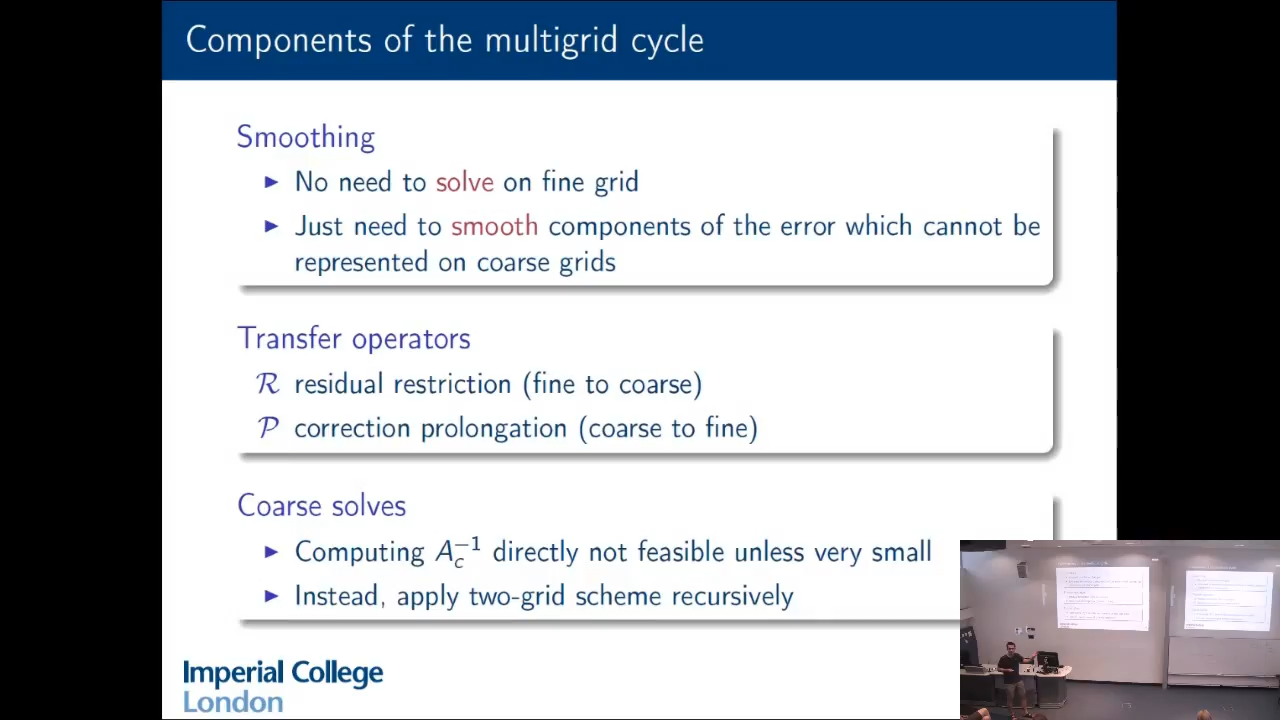 Components of the multigrid cycle
Smoothing
► No need to solve on fine grid
► Just need to smooth components of the error which cannot be
represented on coarse grids
Transfer operators
R residual restriction (fine to coarse)
P correction prolongation (coarse to fine)
Coarse solves
► Computing A_c^{-1} directly not feasible unless very small
► Instead, apply two-grid scheme recursively
Imperial College
London